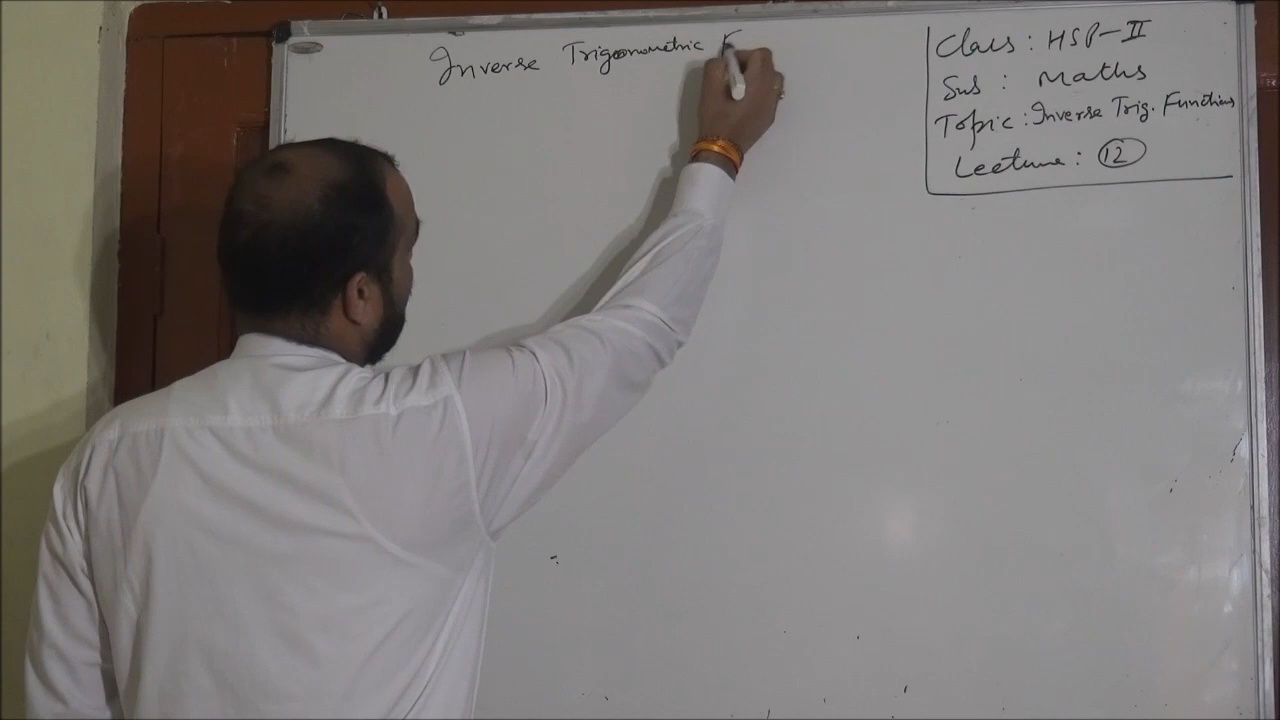 Inverse Trigonometric F
Class : HSP-II
Sub : Maths
Topic : Inverse Trig. Functions
Lecture : 12